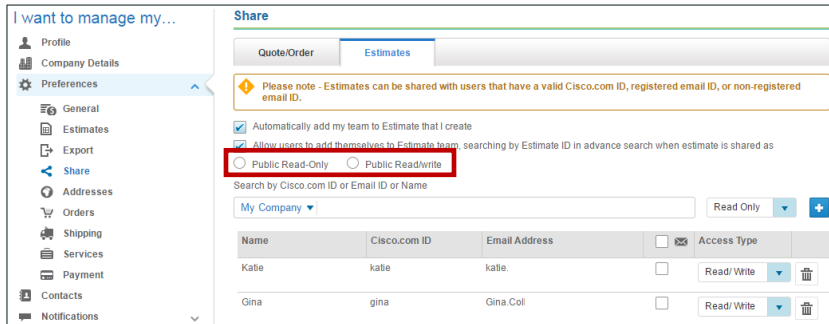 I want to manage my...
Profile
Company Details
Preferences
General
Estimates
Export
Share
Addresses
Orders
Shipping
Services
Payment
Contacts
Notifications
Share
Quote/Order Estimates
Please note - Estimates can be shared with users that have a valid Cisco.com ID, registered email ID, or non-registered
email ID.
Automatically add my team to Estimate that I create
Allow users to add themselves to Estimate team, searching by Estimate ID in advance search when estimate is shared as
Public Read-Only Public Read/write
Search by Cisco.com ID or Email ID or Name
My Company Read Only +
Name Cisco.com ID Email Address Access Type
Katie katie katie. Read/ Write
Gina gina Gina.Coll Read/ Write